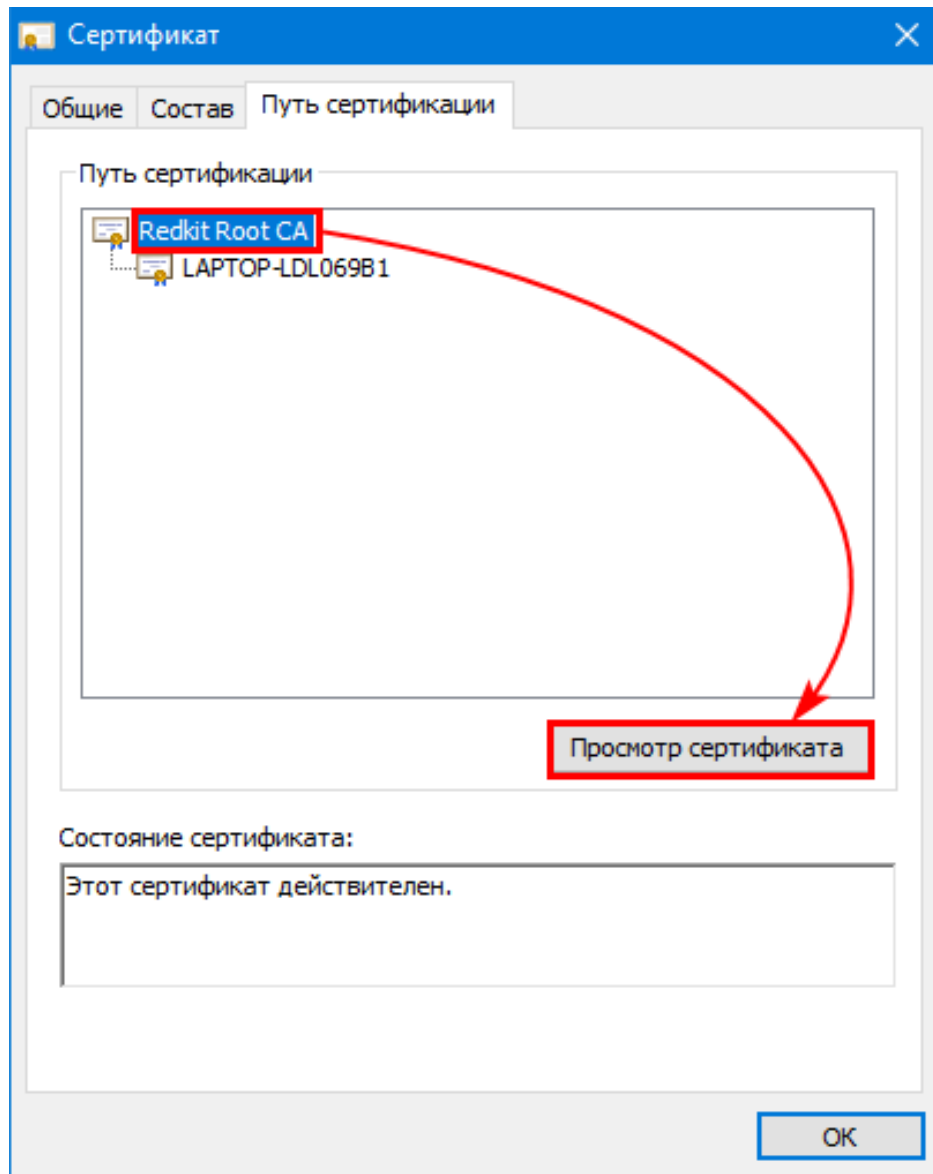 Сертификат
Общие Состав Путь сертификации
Путь сертификации
Redkit Root CA
LAPTOP-LDL069B1
Просмотр сертификата
Состояние сертификата:
Этот сертификат действителен.
ОК